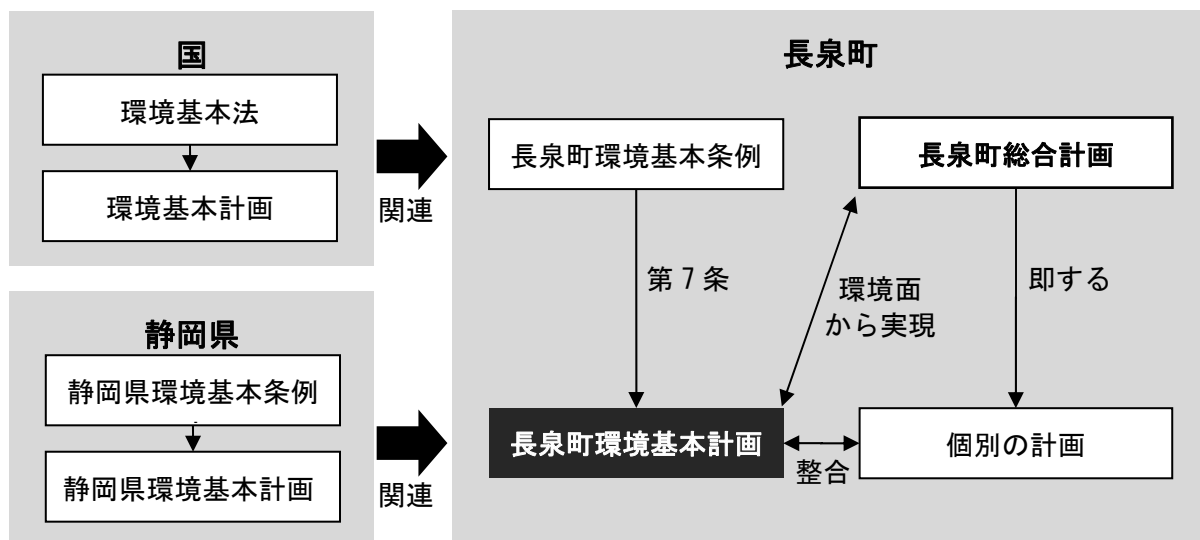 国
環境基本法
環境基本計画
関連
静岡県
静岡県環境基本条例
静岡県環境基本計画
関連
長泉町
長泉町環境基本条例
長泉町総合計画
第7条
環境面
から実現
即する
長泉町環境基本計画
整合
個別の計画